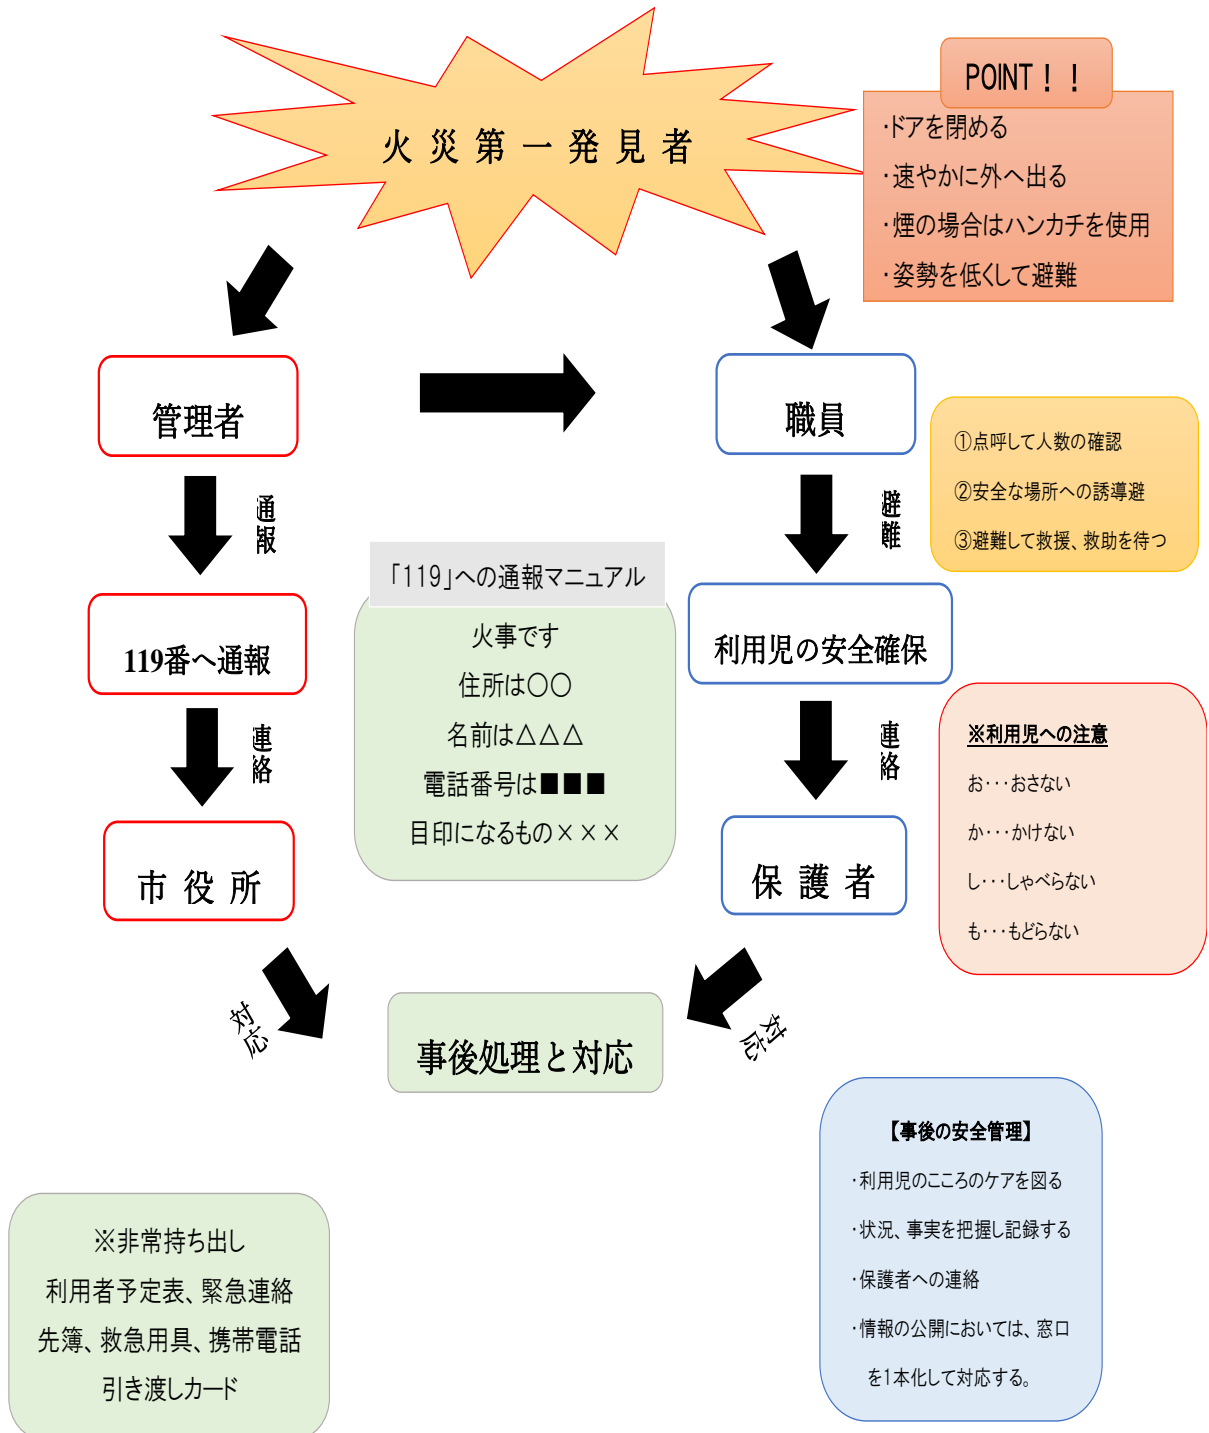 火災第一発見者
POINT！！
・ドアを閉める
・速やかに外へ出る
・煙の場合はハンカチを使用
・姿勢を低くして避難
管理者
職員
①点呼して人数の確認
②安全な場所への誘導避
③避難して救援、救助を待つ
通報
避難
「119」への通報マニュアル
火事です
住所は〇〇
名前は△△△
電話番号は■■■
目印になるもの×××
119番へ通報
利用児の安全確保
連絡
連絡
※利用児への注意
お・・・おさない
か・・・かけない
し・・・しゃべらない
も・・・もどらない
市役所
保護者
対応
対応
事後処理と対応
【事後の安全管理】
・利用児のこころのケアを図る
・状況、事実を把握し記録する
・保護者への連絡
・情報の公開においては、窓口
を1本化して対応する。
※非常持ち出し
利用者予定表、緊急連絡
先簿、救急用具、携帯電話
引き渡しカード